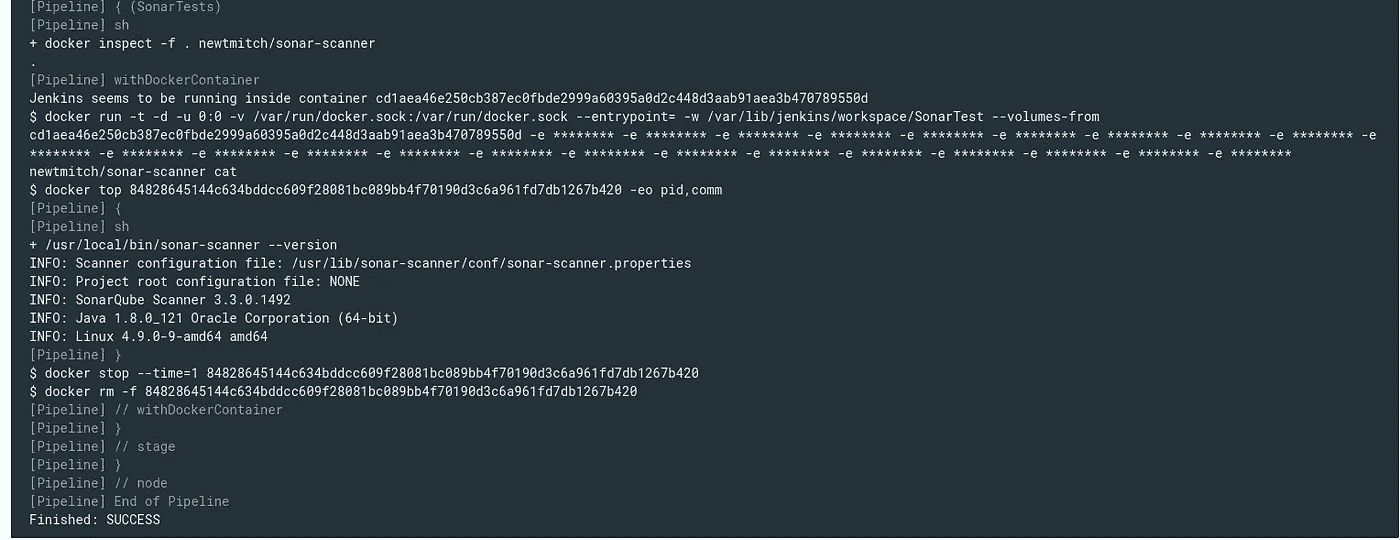 [Pipeline] { (SonarTests)
[Pipeline] sh
+ docker inspect -f . newtmitch/sonar-scanner
.
[Pipeline] withDockerContainer
Jenkins seems to be running inside container cd1aea46e250cb387ec0fbde2999a60395a0d2c448d3aab91aea3b470789550d
$ docker run -t -d -u 0:0 -v /var/run/docker.sock:/var/run/docker.sock --entrypoint= -w /var/lib/jenkins/workspace/SonarTest --volumes-from
cd1aea46e250cb387ec0fbde2999a60395a0d2c448d3aab91aea3b470789550d -e ******** -e ******** -e ******** -e ******** -e ******** -e ******** -e ******** -e ******** -e ******** -e
******** -e ******** -e ******** -e ******** -e ******** -e ******** -e ******** -e ******** -e ******** -e ******** -e ******** -e ******** -e ******** -e ********
newtmitch/sonar-scanner cat
$ docker top 84828645144c634bddcc609f28081bc089bb4f70190d3c6a961fd7db1267b420 -eo pid,comm
[Pipeline] {
[Pipeline] sh
+ /usr/local/bin/sonar-scanner --version
INFO: Scanner configuration file: /usr/lib/sonar-scanner/conf/sonar-scanner.properties
INFO: Project root configuration file: NONE
INFO: SonarQube Scanner 3.3.0.1492
INFO: Java 1.8.0_121 Oracle Corporation (64-bit)
INFO: Linux 4.9.0-9-amd64 amd64
[Pipeline] }
$ docker stop --time=1 84828645144c634bddcc609f28081bc089bb4f70190d3c6a961fd7db1267b420
$ docker rm -f 84828645144c634bddcc609f28081bc089bb4f70190d3c6a961fd7db1267b420
[Pipeline] // withDockerContainer
[Pipeline] }
[Pipeline] // stage
[Pipeline] }
[Pipeline] // node
[Pipeline] End of Pipeline
Finished: SUCCESS